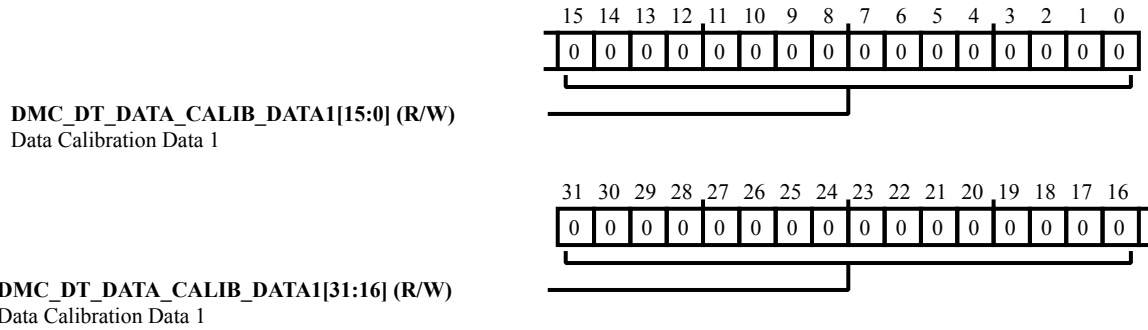 15 14 13 12 11 10 9 8 7 6 5 4 3 2 1 0
0 0 0 0 0 0 0 0 0 0 0 0 0 0 0 0
DMC_DT_DATA_CALIB_DATA1[15:0] (R/W)
Data Calibration Data 1
31 30 29 28 27 26 25 24 23 22 21 20 19 18 17 16
0 0 0 0 0 0 0 0 0 0 0 0 0 0 0 0
DMC_DT_DATA_CALIB_DATA1[31:16] (R/W)
Data Calibration Data 1